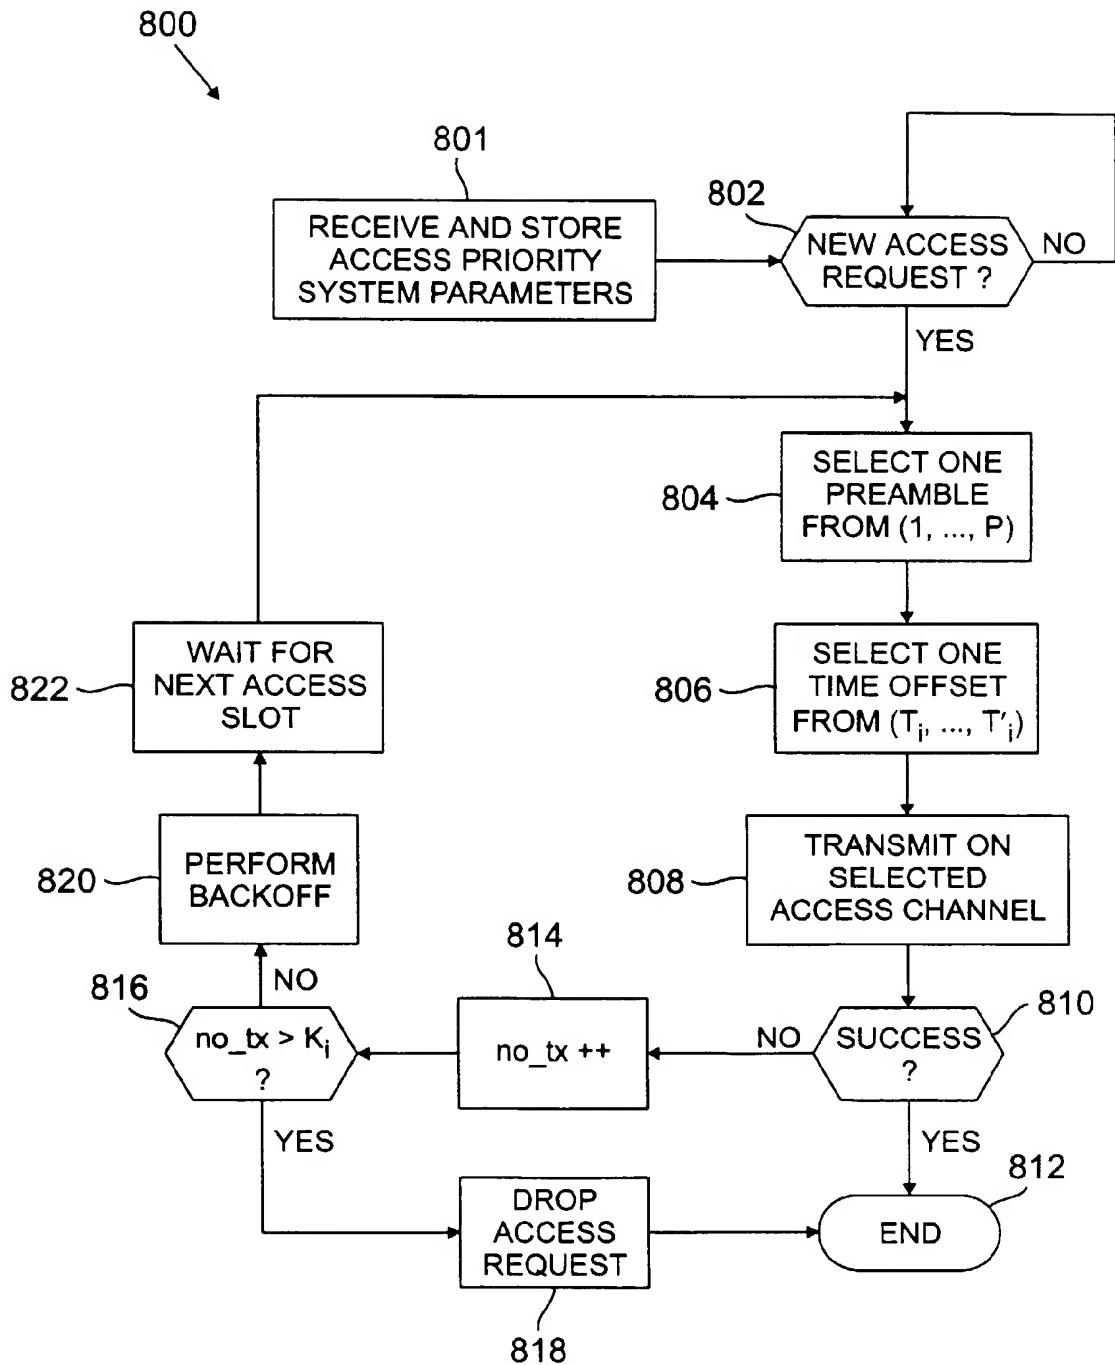 800
801
RECEIVE AND STORE
ACCESS PRIORITY
SYSTEM PARAMETERS
802
NEW ACCESS
REQUEST ?
NO
YES
804
SELECT ONE
PREAMBLE
FROM (1, ..., P)
806
SELECT ONE
TIME OFFSET
FROM (Ti, ..., T′i)
808
TRANSMIT ON
SELECTED
ACCESS CHANNEL
810
SUCCESS
?
NO
YES
812
END
814
no_tx ++
816
no_tx > Ki
?
NO
YES
818
DROP
ACCESS
REQUEST
820
PERFORM
BACKOFF
822
WAIT FOR
NEXT ACCESS
SLOT